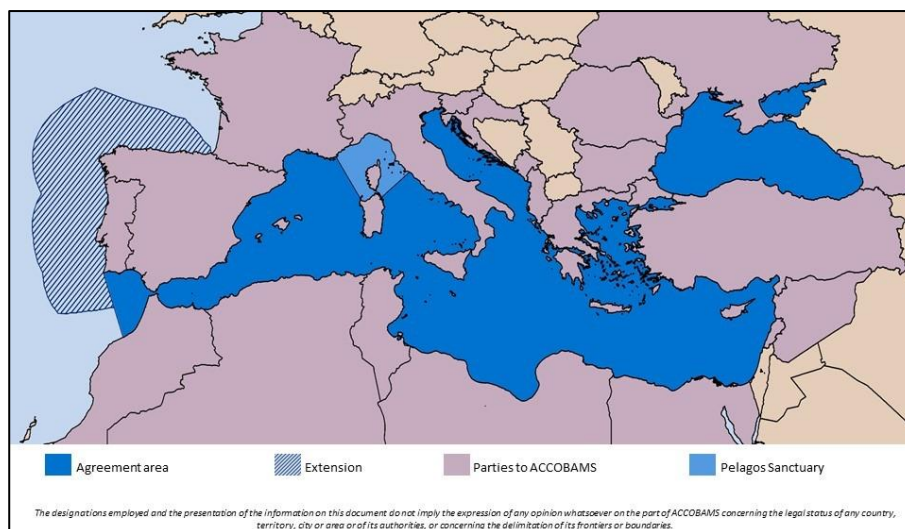 Agreement area
Extension
Parties to ACCOBAMS
Pelagos Sanctuary
The designations employed and the presentation of the information on this document do not imply the expression of any opinion whatsoever on the part of ACCOBAMS concerning the legal status of any country,
territory, city or area or of its authorities, or concerning the delimitation of its frontiers or boundaries.